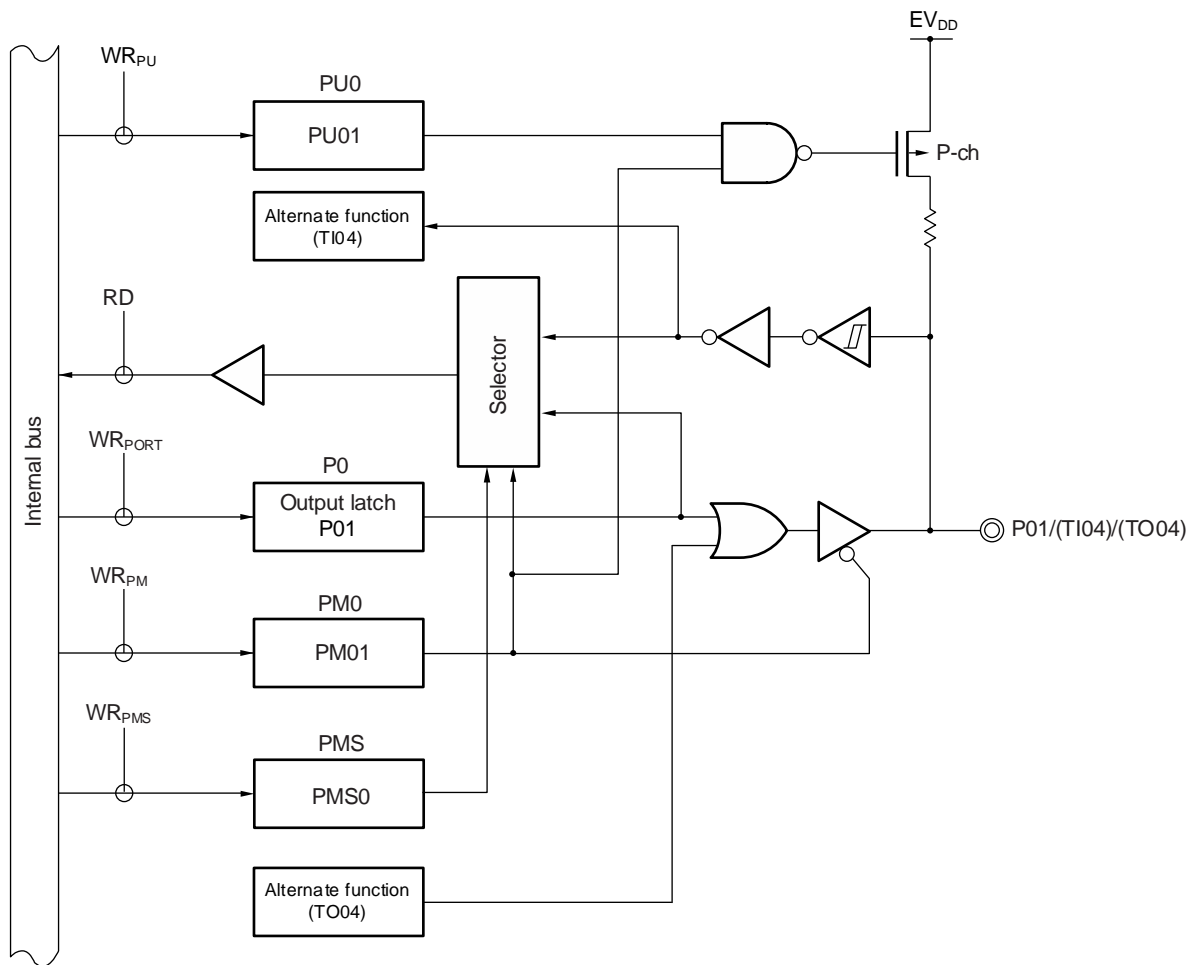 EVDD
WRPU
PU0
PU01
P-ch
Alternate function
(TI04)
RD
Selector
Internal bus
WRPORT
P0
Output latch
P01
P01/(TI04)/(TO04)
WRPM
PM0
PM01
WRPMS
PMS
PMS0
Alternate function
(TO04)